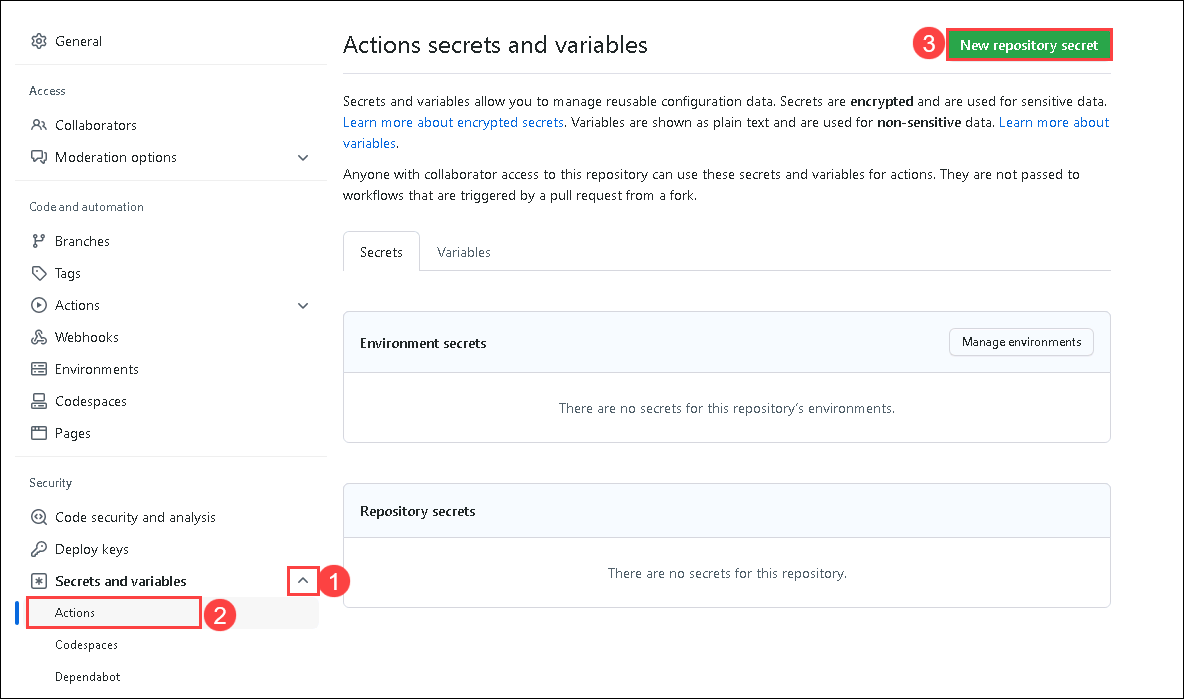 General
Access
Collaborators
Moderation options
Code and automation
Branches
Tags
Actions
Webhooks
Environments
Codespaces
Pages
Security
Code security and analysis
Deploy keys
Secrets and variables
1
Actions
2
Codespaces
Dependabot
Actions secrets and variables
3
New repository secret
Secrets and variables allow you to manage reusable configuration data. Secrets are encrypted and are used for sensitive data.
Learn more about encrypted secrets. Variables are shown as plain text and are used for non-sensitive data. Learn more about
variables.
Anyone with collaborator access to this repository can use these secrets and variables for actions. They are not passed to
workflows that are triggered by a pull request from a fork.
Secrets
Variables
Environment secrets
Manage environments
There are no secrets for this repository's environments.
Repository secrets
There are no secrets for this repository.